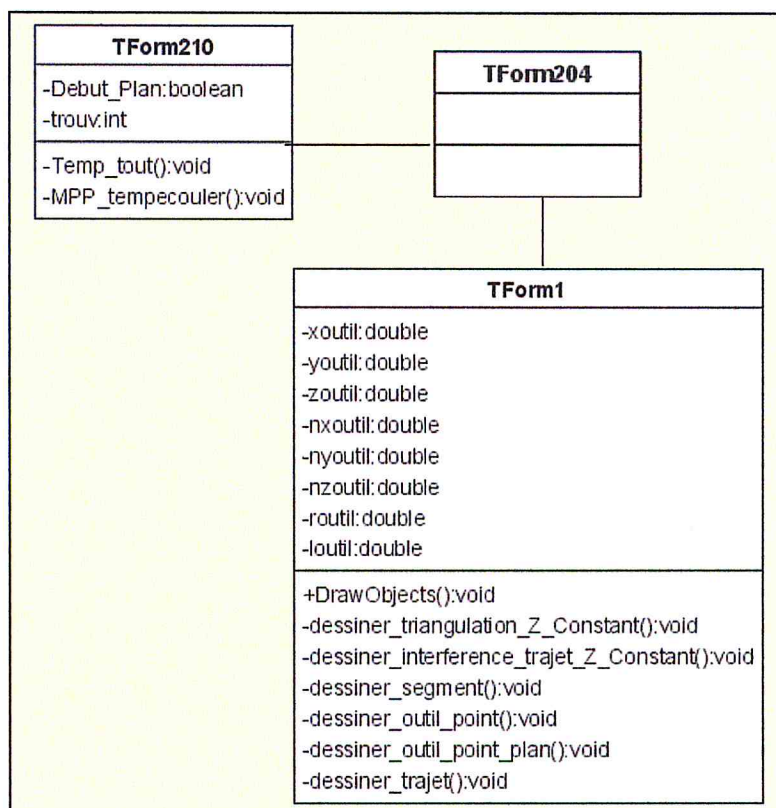 TForm210
-Debut_Plan:boolean
-trouv:int
-Temp_tout():void
-MPP_tempecouler():void
TForm204
TForm1
-xoutil:double
-youtil:double
-zoutil:double
-nxoutil:double
-nyoutil:double
-nzoutil:double
-routil:double
-loutil:double
+DrawObjects():void
-dessiner_triangulation_Z_Constant():void
-dessiner_interference_trajet_Z_Constant():void
-dessiner_segment():void
-dessiner_outil_point():void
-dessiner_outil_point_plan():void
-dessiner_trajet():void